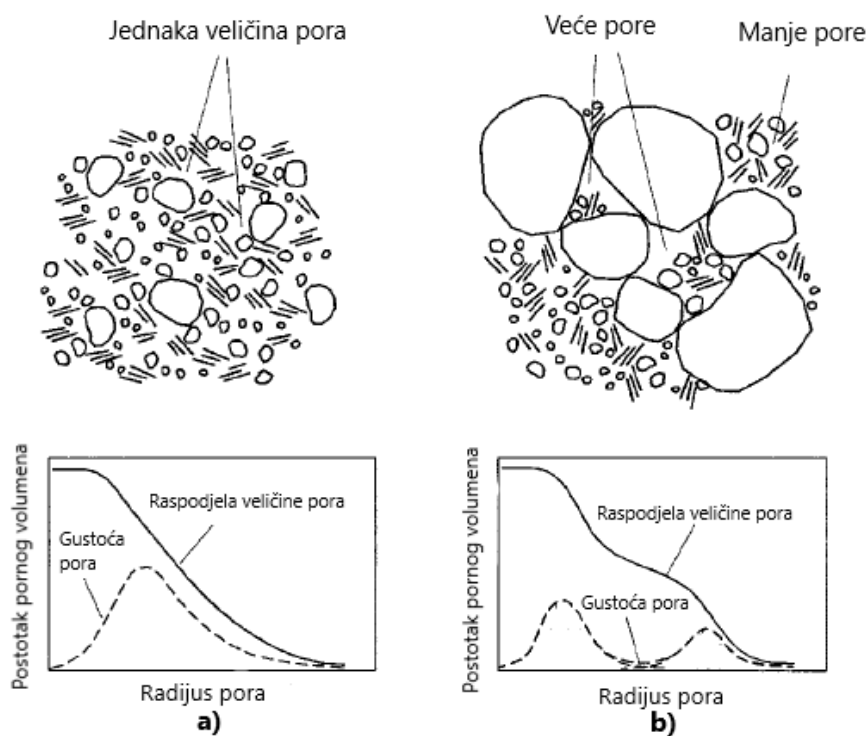 Jednaka veličina pora
Veće pore
Manje pore
Postotak pornog volumena
Gustoća
pora
Raspodjela veličine pora
Radijus pora
a)
Postotak pornog volumena
Raspodjela veličine pora
Gustoća pora
Radijus pora
b)